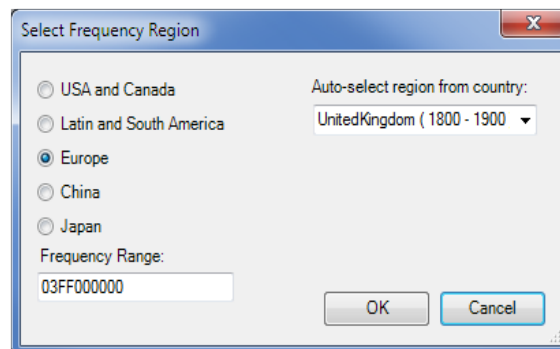 Select Frequency Region
USA and Canada
Latin and South America
Europe
China
Japan
Auto-select region from country:
UnitedKingdom ( 1800 - 1900
Frequency Range:
03FF000000
OK
Cancel